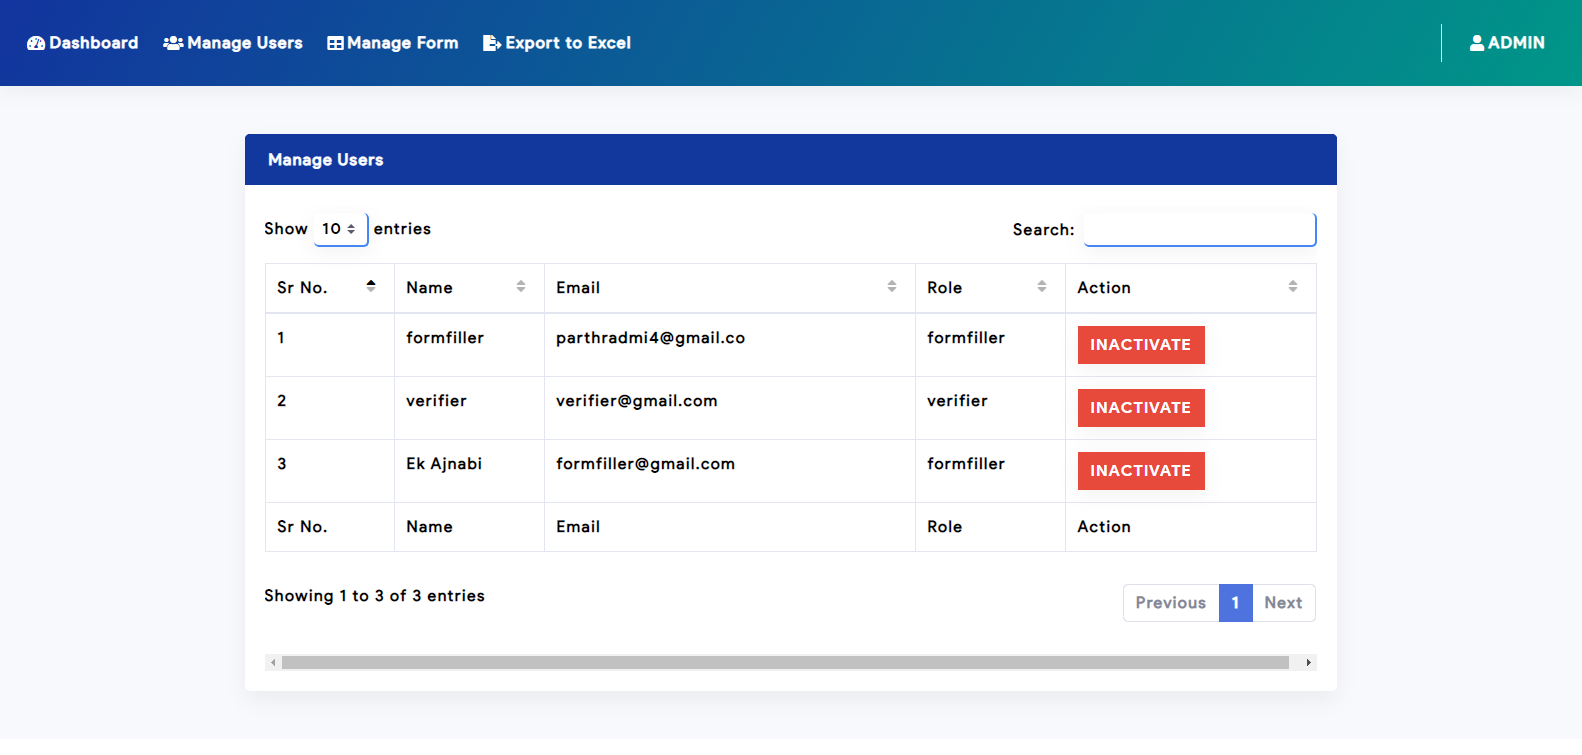 Dashboard Manage Users Manage Form Export to Excel ADMIN
Manage Users
Show 10 entries Search:
Sr No. Name Email Role Action
1 formfiller parthradmi4@gmail.co formfiller INACTIVATE
2 verifier verifier@gmail.com verifier INACTIVATE
3 Ek Ajnabi formfiller@gmail.com formfiller INACTIVATE
Sr No. Name Email Role Action
Showing 1 to 3 of 3 entries Previous 1 Next